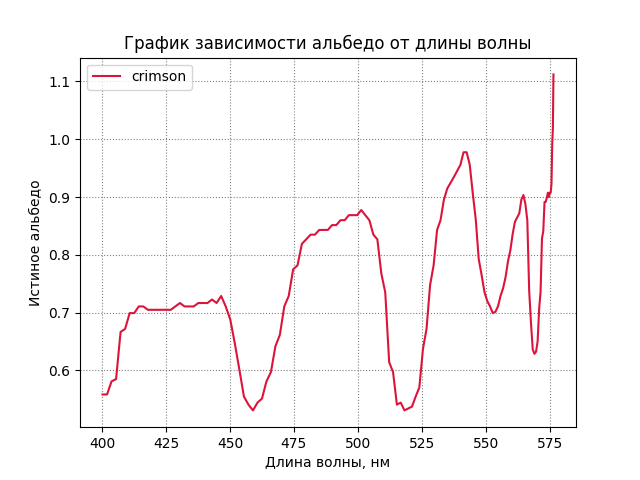 График зависимости альбедо от длины волны
crimson
Истиное альбедо
1.1
1.0
0.9
0.8
0.7
0.6
400 425 450 475 500 525 550 575
Длина волны, нм